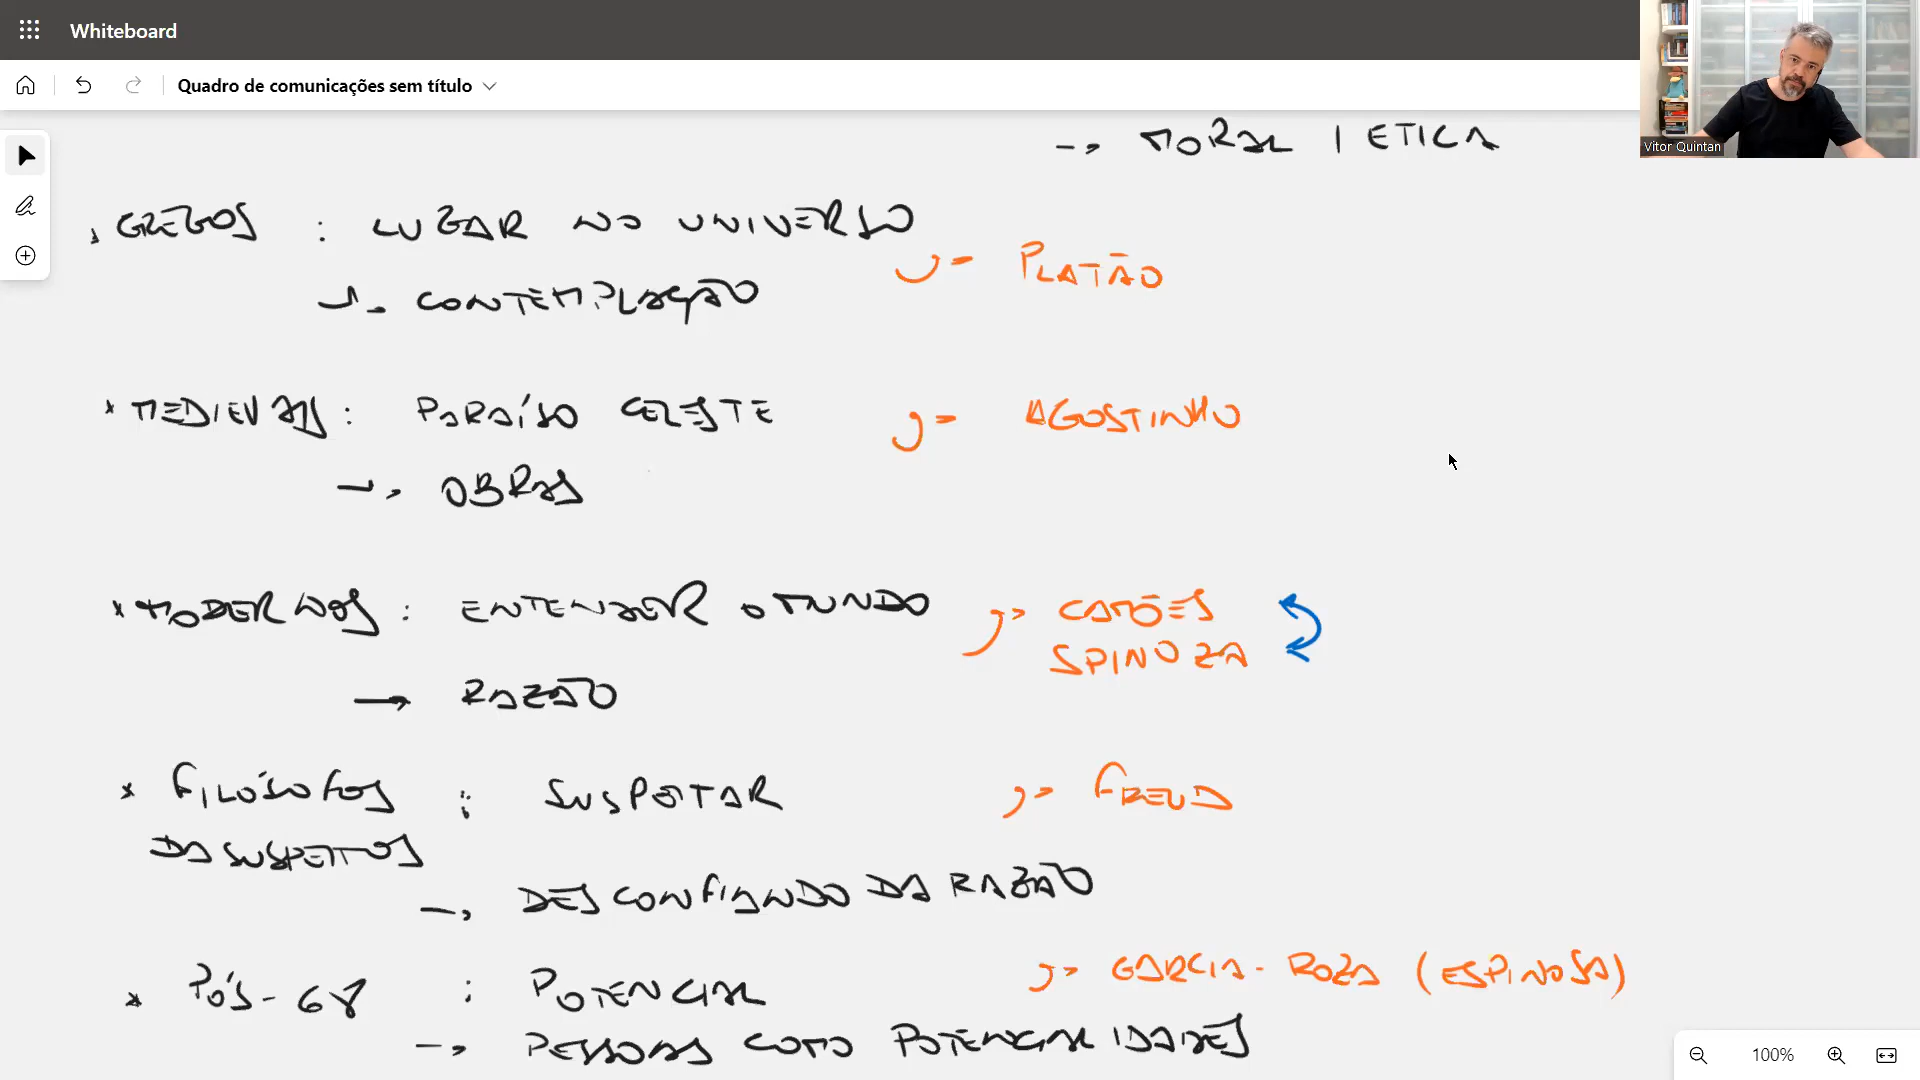 Whiteboard
Quadro de comunicações sem título
Vitor Quintan
-> MORAL | ETICA
* GREGOS : LUGAR NO UNIVERSO
-> CONTEMPLAÇÃO
-> PLATÃO
* MEDIEVAIS : PARAÍSO CELESTE
-> AGOSTINHO
-> OBRAS
* MODERNOS : ENTENDER O MUNDO
-> CAMÕES
SPINOZA
-> RAZÃO
* FILÓSOFOS : SUSPEITAR
-> FREUD
DA SUSPEITOS
-> DESCONFIANDO DA RAZÃO
* PÓS-68 : POTENCIAL
-> GARCIA-ROZA (ESPINOSA)
-> PESSOAS COMO POTENCIALIDADES
100%